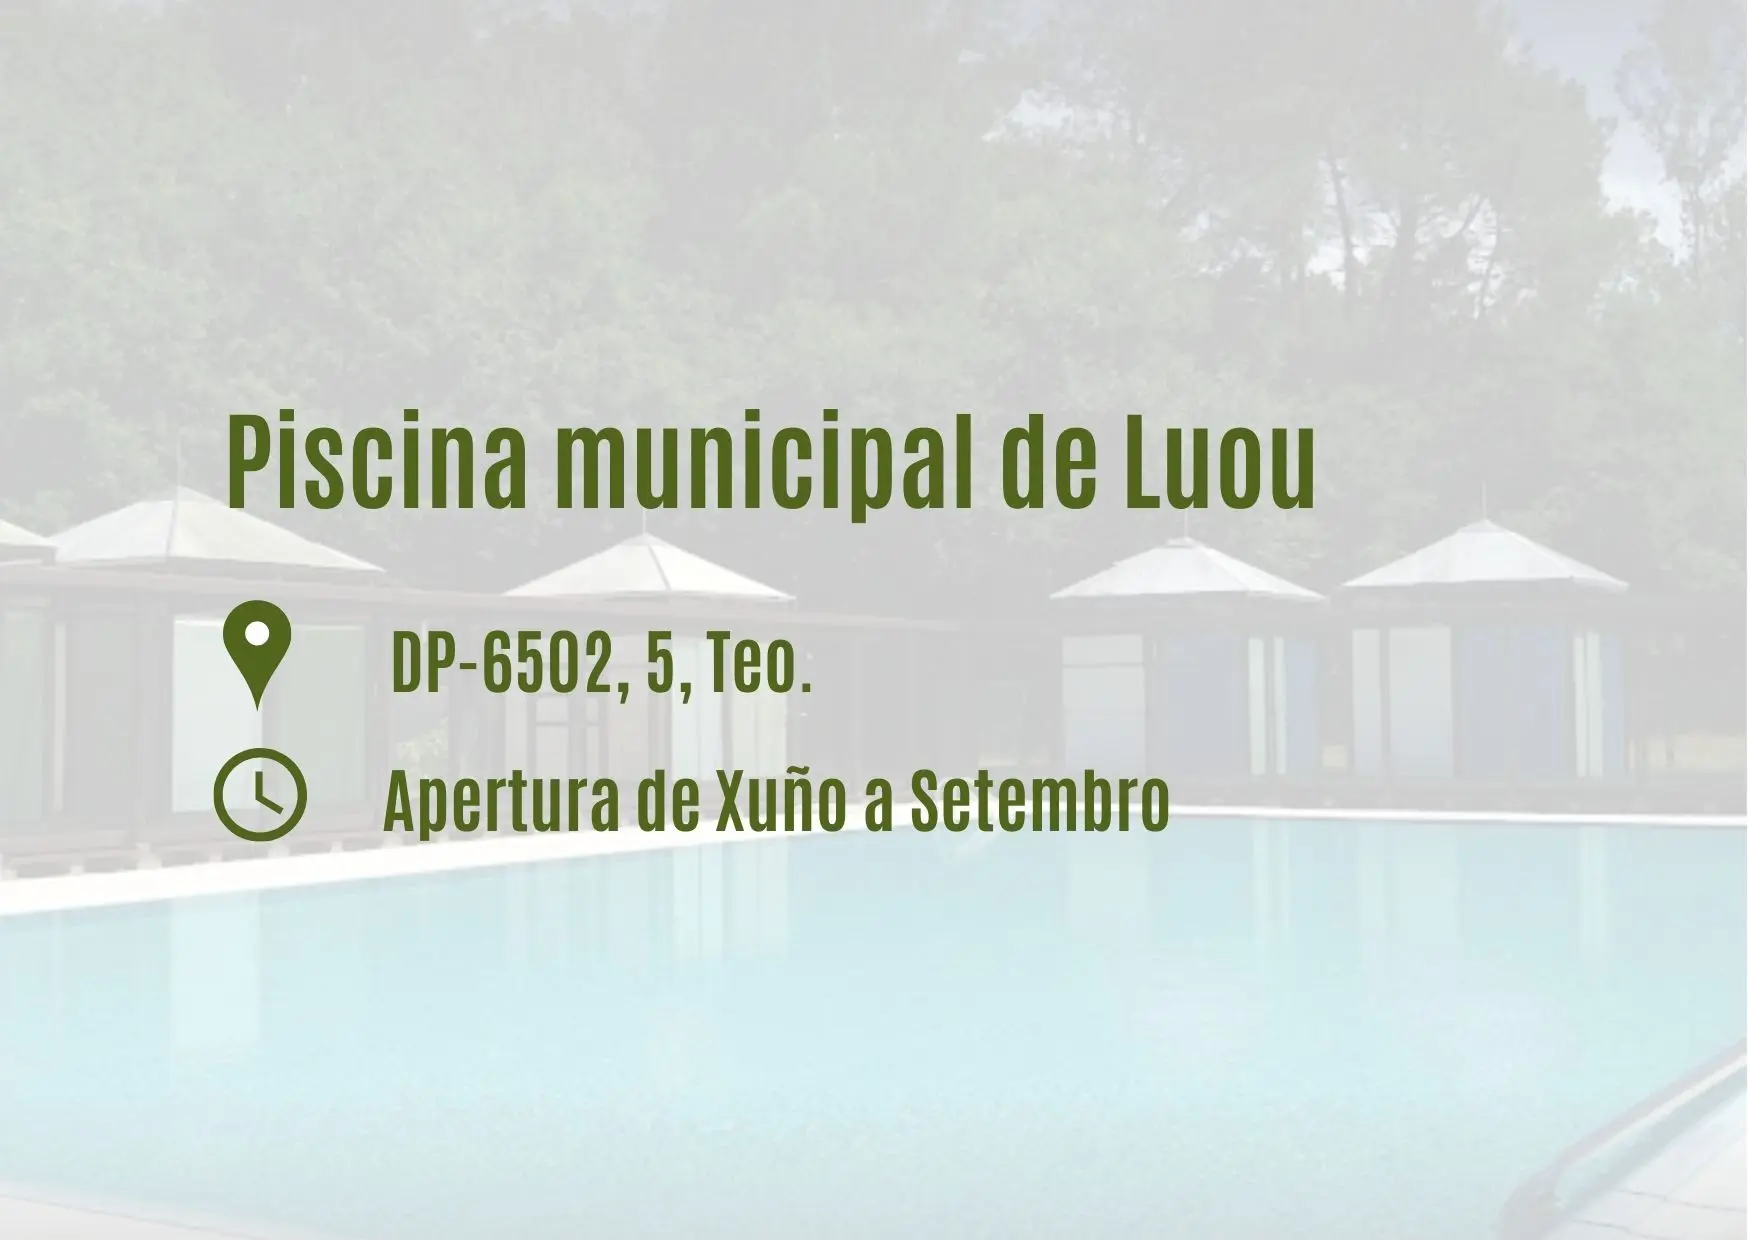 Piscina municipal de Luou
DP-6502, 5, Teo.
Apertura de Xuño a Setembro